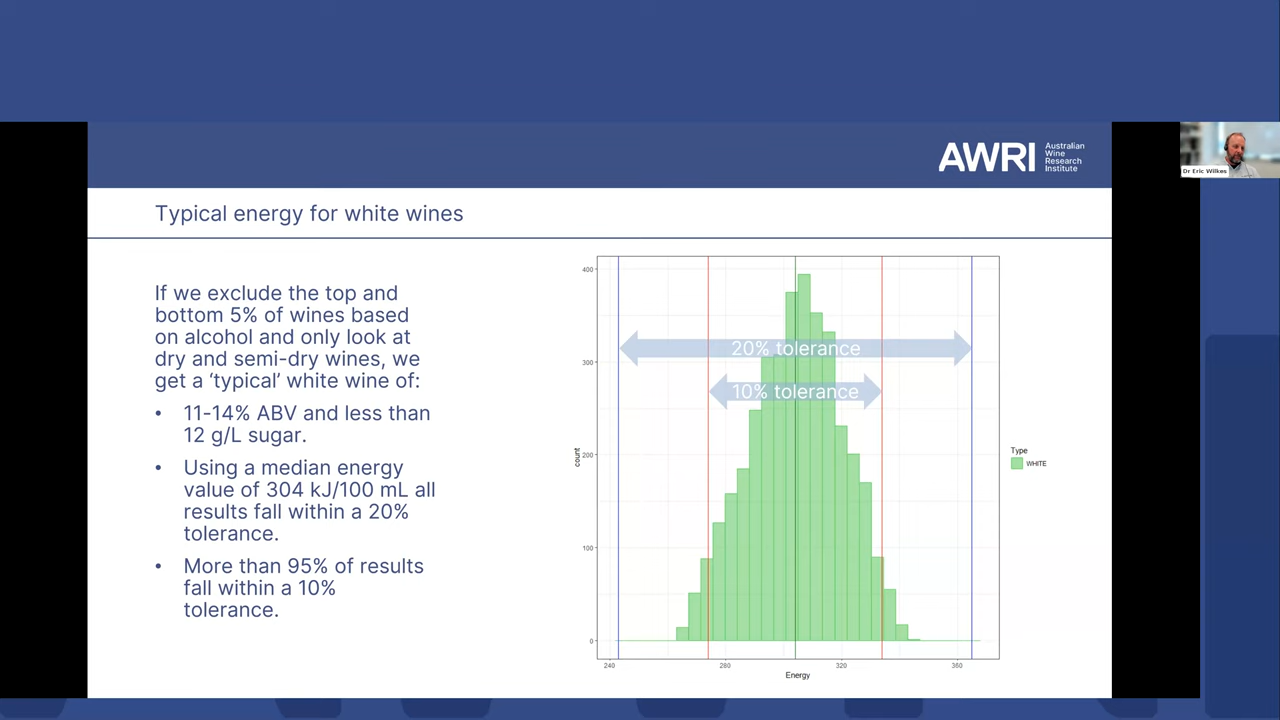 AWRI
Australian
Wine
Research
Institute
Dr Eric Wilkes
Typical energy for white wines
If we exclude the top and
bottom 5% of wines based
on alcohol and only look at
dry and semi-dry wines, we
get a ‘typical’ white wine of:
• 11-14% ABV and less than
12 g/L sugar.
• Using a median energy
value of 304 kJ/100 mL all
results fall within a 20%
tolerance.
• More than 95% of results
fall within a 10%
tolerance.
400
300
200
100
0
count
20% tolerance
10% tolerance
240 280 320 360
Energy
Type
WHITE